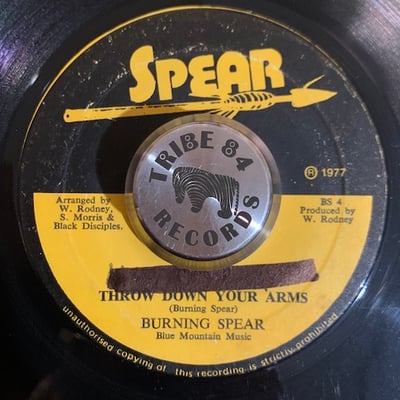 SPEAR
TRIBE 84
RECORDS
℗ 1977
Arranged by
W. Rodney,
S. Morris &
Black Disciples.
BS 4
Produced by
W. Rodney
THROW DOWN YOUR ARMS
(Burning Spear)
BURNING SPEAR
Blue Mountain Music
unauthorised copying of this recording is strictly prohibited